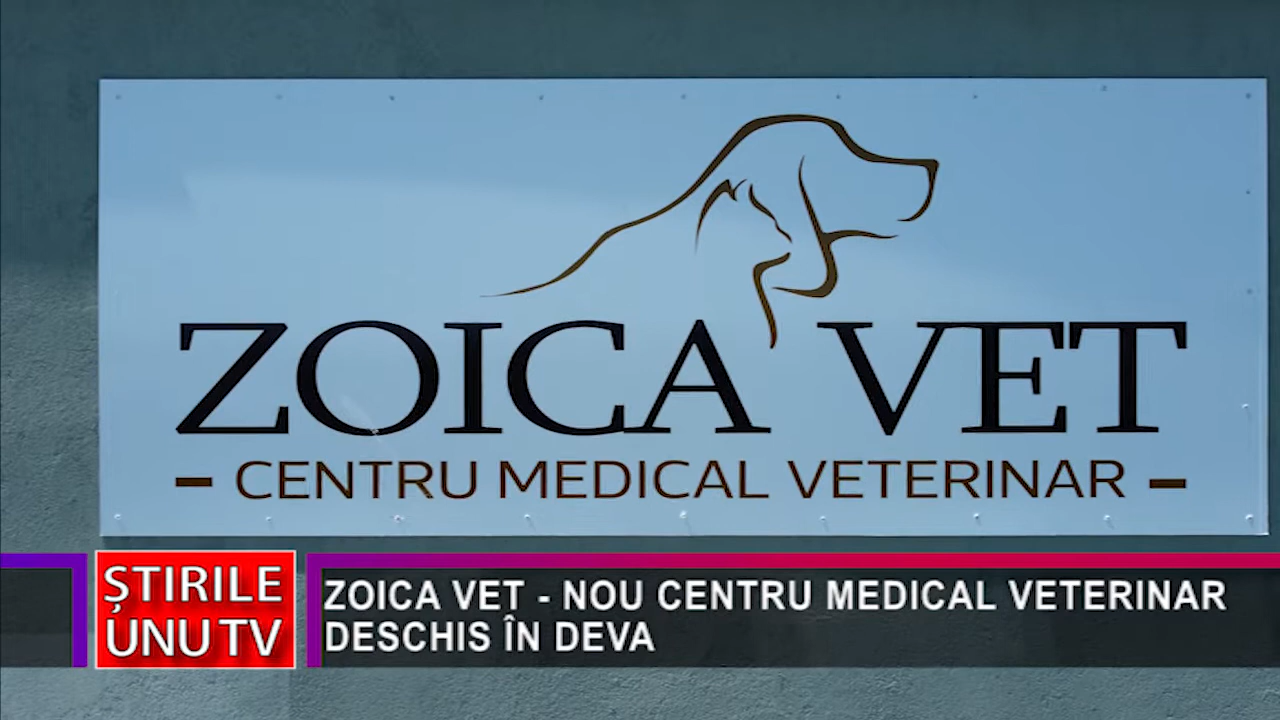 ZOICA VET
- CENTRU MEDICAL VETERINAR -
ȘTIRILE
UNU TV
ZOICA VET - NOU CENTRU MEDICAL VETERINAR
DESCHIS ÎN DEVA